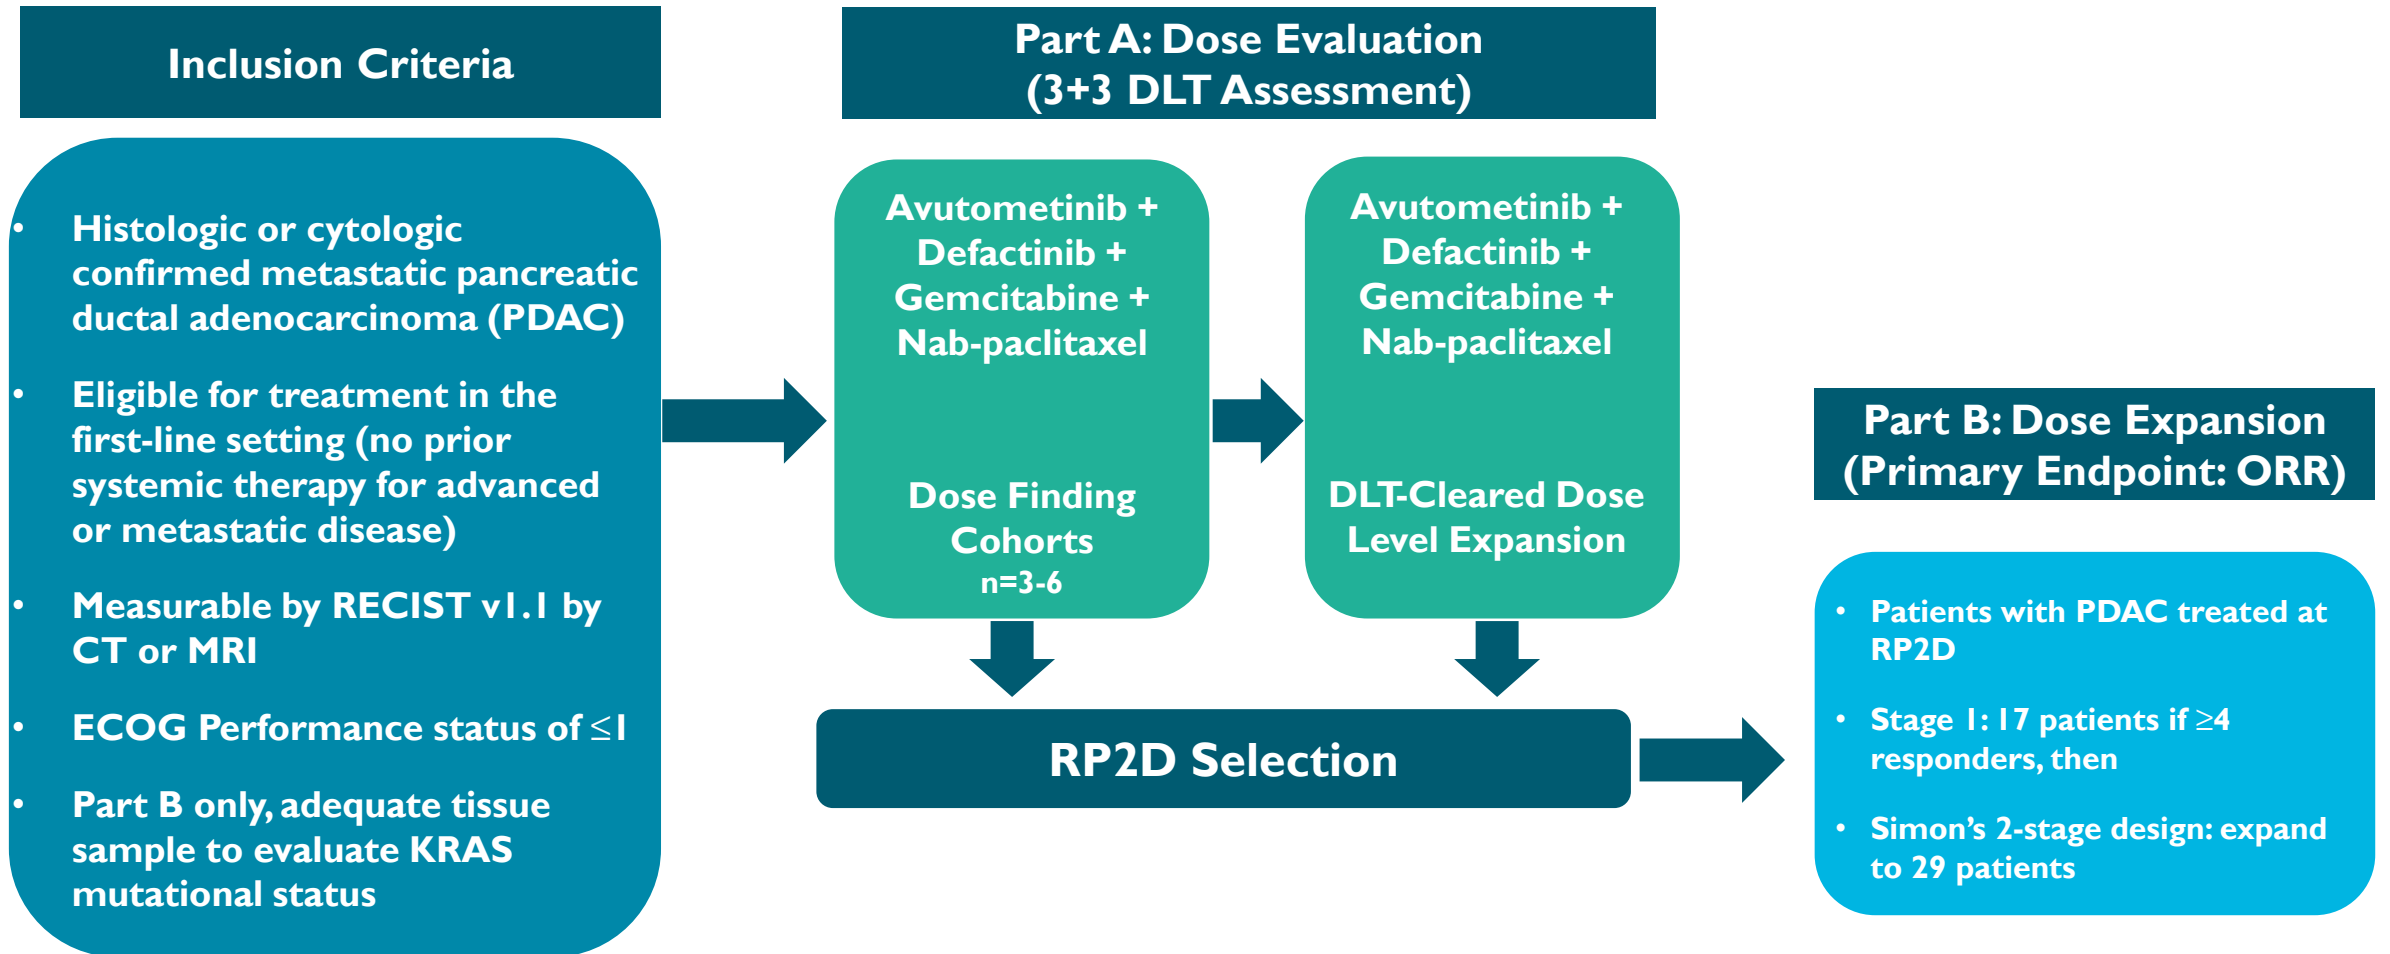 Inclusion Criteria
• Histologic or cytologic
confirmed metastatic pancreatic
ductal adenocarcinoma (PDAC)
• Eligible for treatment in the
first-line setting (no prior
systemic therapy for advanced
or metastatic disease)
• Measurable by RECIST v1.1 by
CT or MRI
• ECOG Performance status of ≤1
• Part B only, adequate tissue
sample to evaluate KRAS
mutational status
Part A: Dose Evaluation
(3+3 DLT Assessment)
Avutometinib +
Defactinib +
Gemcitabine +
Nab-paclitaxel
Dose Finding
Cohorts
n=3-6
Avutometinib +
Defactinib +
Gemcitabine +
Nab-paclitaxel
DLT-Cleared Dose
Level Expansion
RP2D Selection
Part B: Dose Expansion
(Primary Endpoint: ORR)
• Patients with PDAC treated at
RP2D
• Stage 1: 17 patients if ≥4
responders, then
• Simon’s 2-stage design: expand
to 29 patients